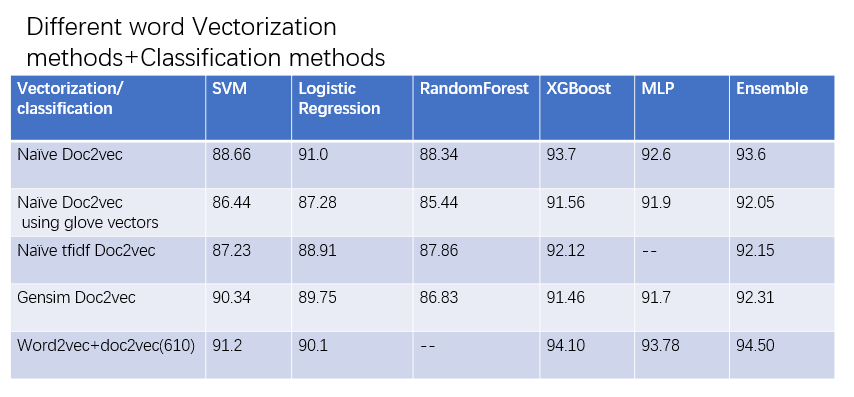 Different word Vectorization
methods+Classification methods
Vectorization/ SVM Logistic RandomForest XGBoost MLP Ensemble
classification Regression
Naïve Doc2vec 88.66 91.0 88.34 93.7 92.6 93.6
Naïve Doc2vec 86.44 87.28 85.44 91.56 91.9 92.05
using glove vectors
Naïve tfidf Doc2vec 87.23 88.91 87.86 92.12 -- 92.15
Gensim Doc2vec 90.34 89.75 86.83 91.46 91.7 92.31
Word2vec+doc2vec(610) 91.2 90.1 -- 94.10 93.78 94.50